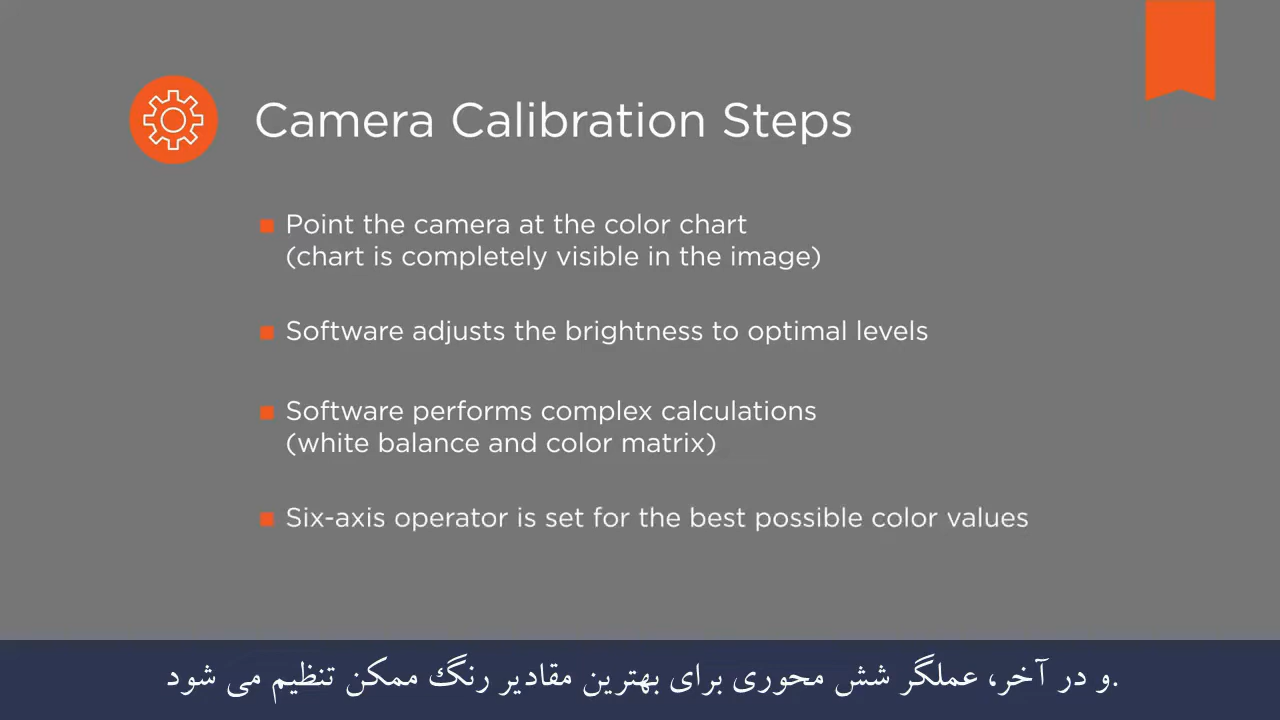 Camera Calibration Steps
Point the camera at the color chart
(chart is completely visible in the image)
Software adjusts the brightness to optimal levels
Software performs complex calculations
(white balance and color matrix)
Six-axis operator is set for the best possible color values
و در آخر، عملگر شش محوری برای بهترین مقادیر رنگ ممکن تنظیم می شود.